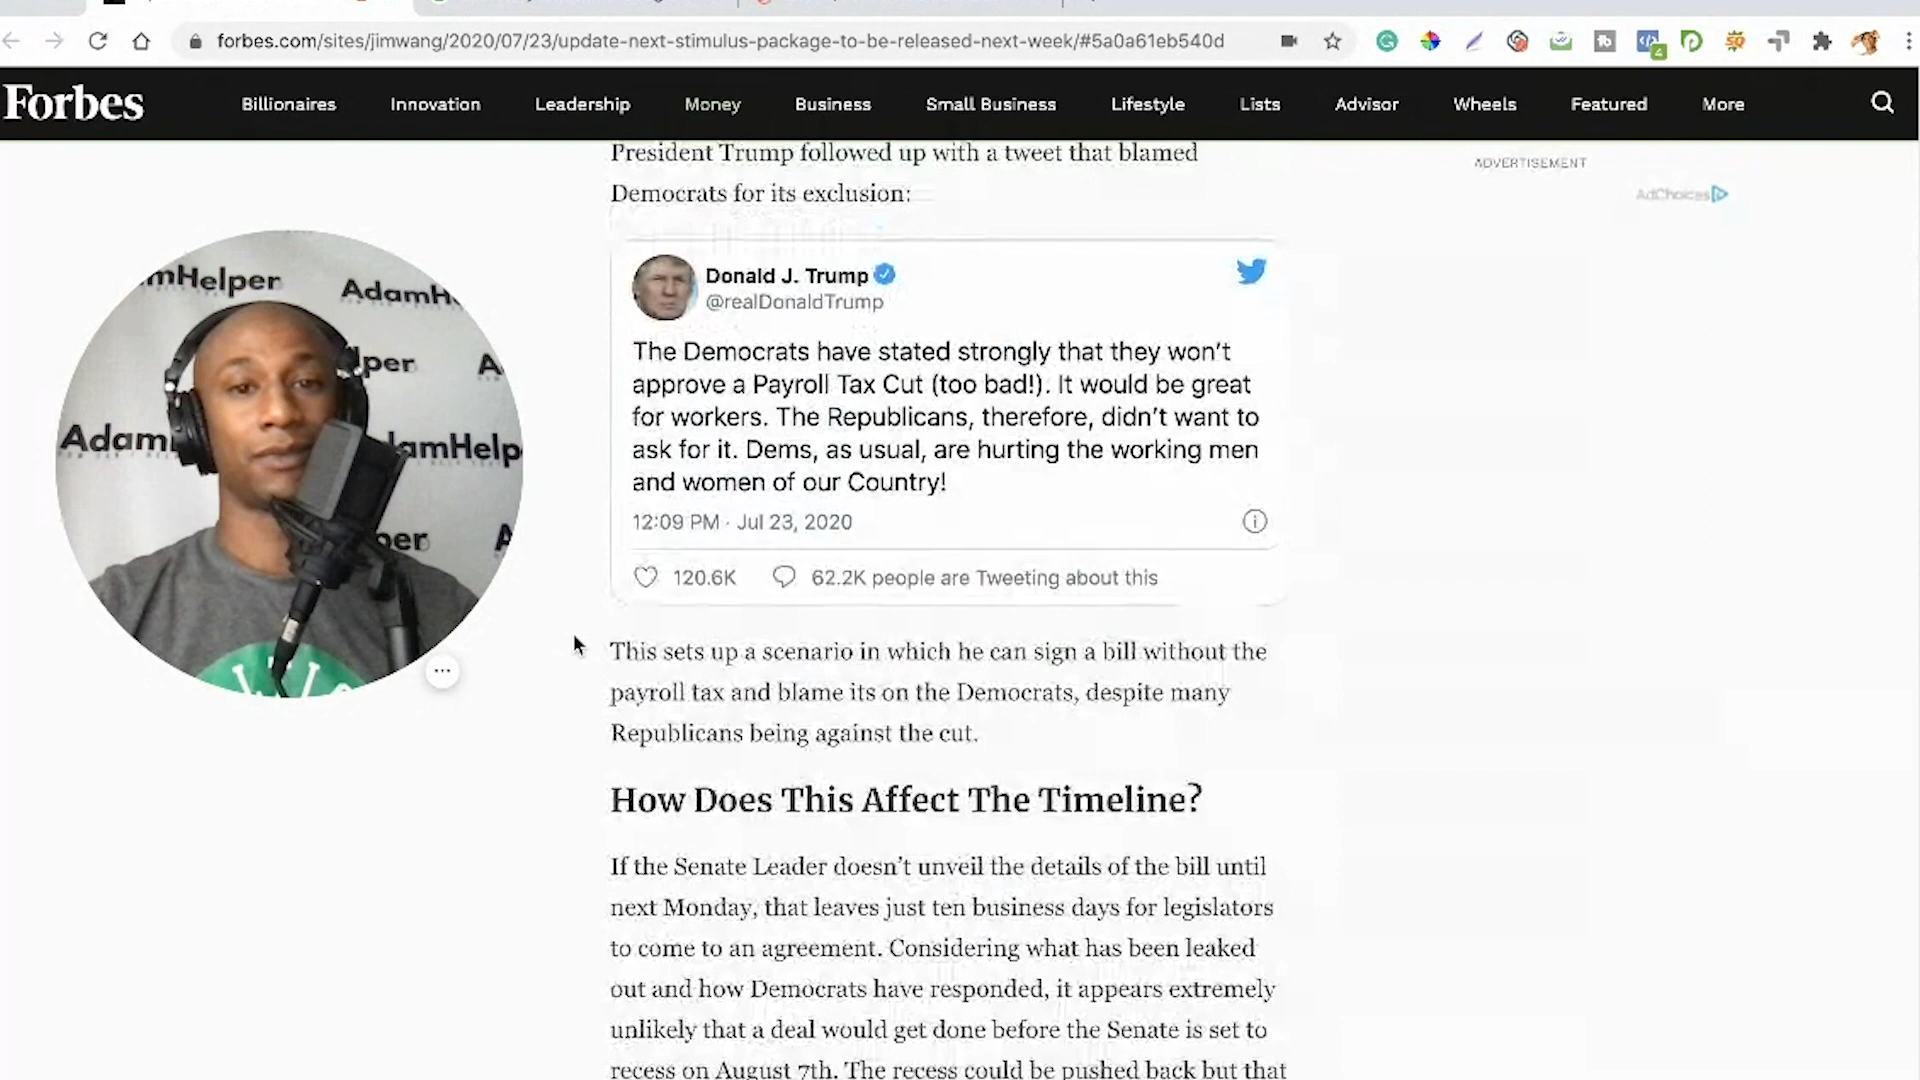 forbes.com/sites/jimwang/2020/07/23/update-next-stimulus-package-to-be-released-next-week/#5a0a61eb540d
4
Forbes
Billionaires Innovation Leadership Money Business Small Business Lifestyle Lists Advisor Wheels Featured More
President Trump followed up with a tweet that blamed
Democrats for its exclusion:
ADVERTISEMENT
AdChoices
Donald J. Trump
@realDonaldTrump
The Democrats have stated strongly that they won't
approve a Payroll Tax Cut (too bad!). It would be great
for workers. The Republicans, therefore, didn't want to
ask for it. Dems, as usual, are hurting the working men
and women of our Country!
12:09 PM · Jul 23, 2020
120.6K 62.2K people are Tweeting about this
mHelper AdamH
lper A
Adam amHelp
per A
This sets up a scenario in which he can sign a bill without the
payroll tax and blame its on the Democrats, despite many
Republicans being against the cut.
How Does This Affect The Timeline?
If the Senate Leader doesn't unveil the details of the bill until
next Monday, that leaves just ten business days for legislators
to come to an agreement. Considering what has been leaked
out and how Democrats have responded, it appears extremely
unlikely that a deal would get done before the Senate is set to
recess on August 7th. The recess could be pushed back but that